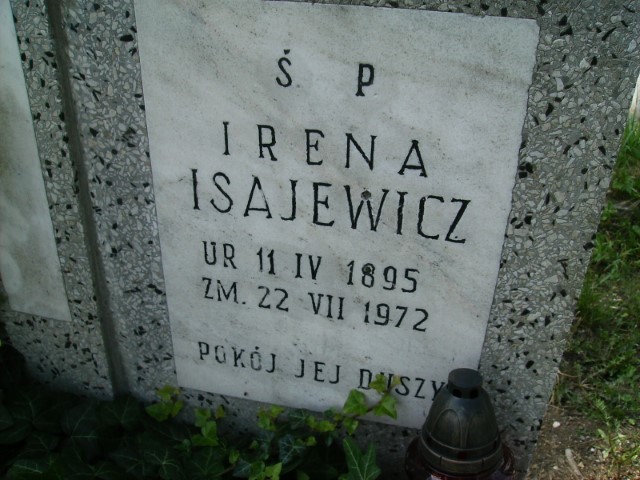 Ś P
IRENA
ISAJEWICZ
UR 11 IV 1895
ZM. 22 VII 1972
POKÓJ JEJ DUSZY